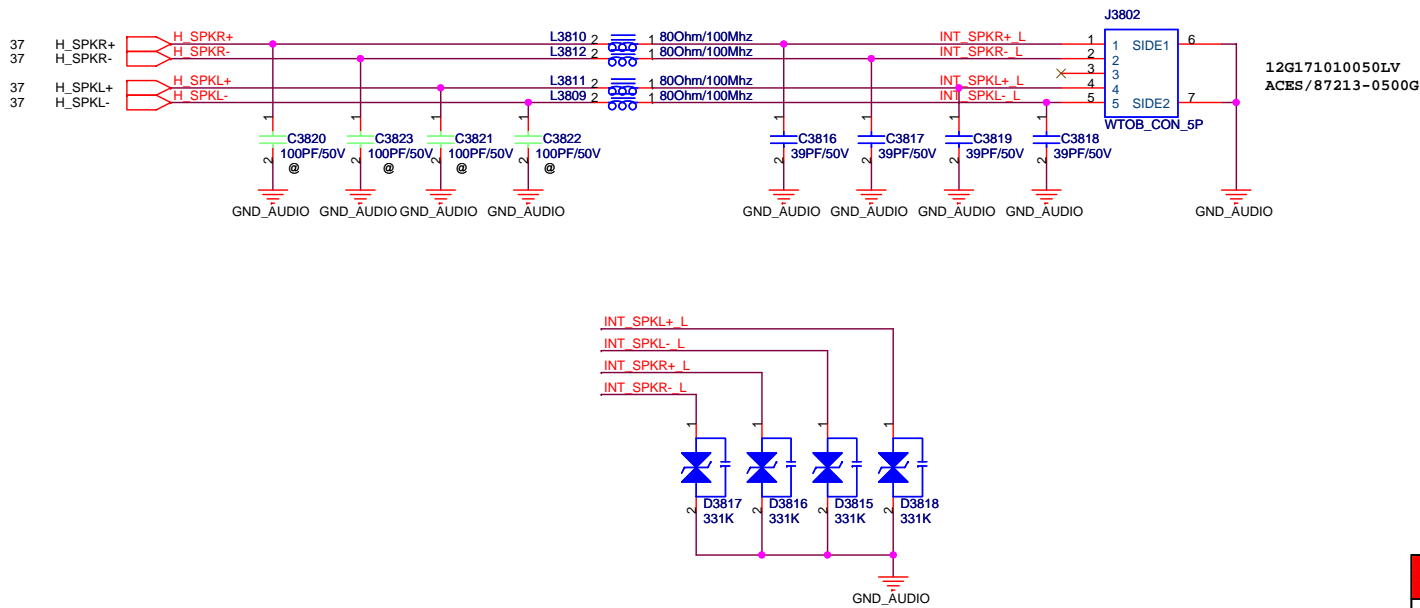 J3802
37 H_SPKR+ H_SPKR+ L3810 2 1 80Ohm/100Mhz INT_SPKR+_L 1 1 SIDE1 6
37 H_SPKR- H_SPKR- L3812 2 1 80Ohm/100Mhz INT_SPKR-_L 2 2
3 3
37 H_SPKL+ H_SPKL+ L3811 2 1 80Ohm/100Mhz INT_SPKL+_L 4 4
37 H_SPKL- H_SPKL- L3809 2 1 80Ohm/100Mhz INT_SPKL-_L 5 5 SIDE2 7
12G171010050LV
ACES/87213-0500G
WTOB_CON_5P
1 1 1 1 1 1 1 1
C3820 C3823 C3821 C3822 C3816 C3817 C3819 C3818
100PF/50V 100PF/50V 100PF/50V 100PF/50V 39PF/50V 39PF/50V 39PF/50V 39PF/50V
2 2 2 2 2 2 2 2
@ @ @ @
GND_AUDIO GND_AUDIO GND_AUDIO GND_AUDIO GND_AUDIO GND_AUDIO GND_AUDIO GND_AUDIO GND_AUDIO
INT_SPKL+_L
INT_SPKL-_L
INT_SPKR+_L
INT_SPKR-_L
1 1 1 1
D3817 D3816 D3815 D3818
2 2 2 2
331K 331K 331K 331K
GND_AUDIO